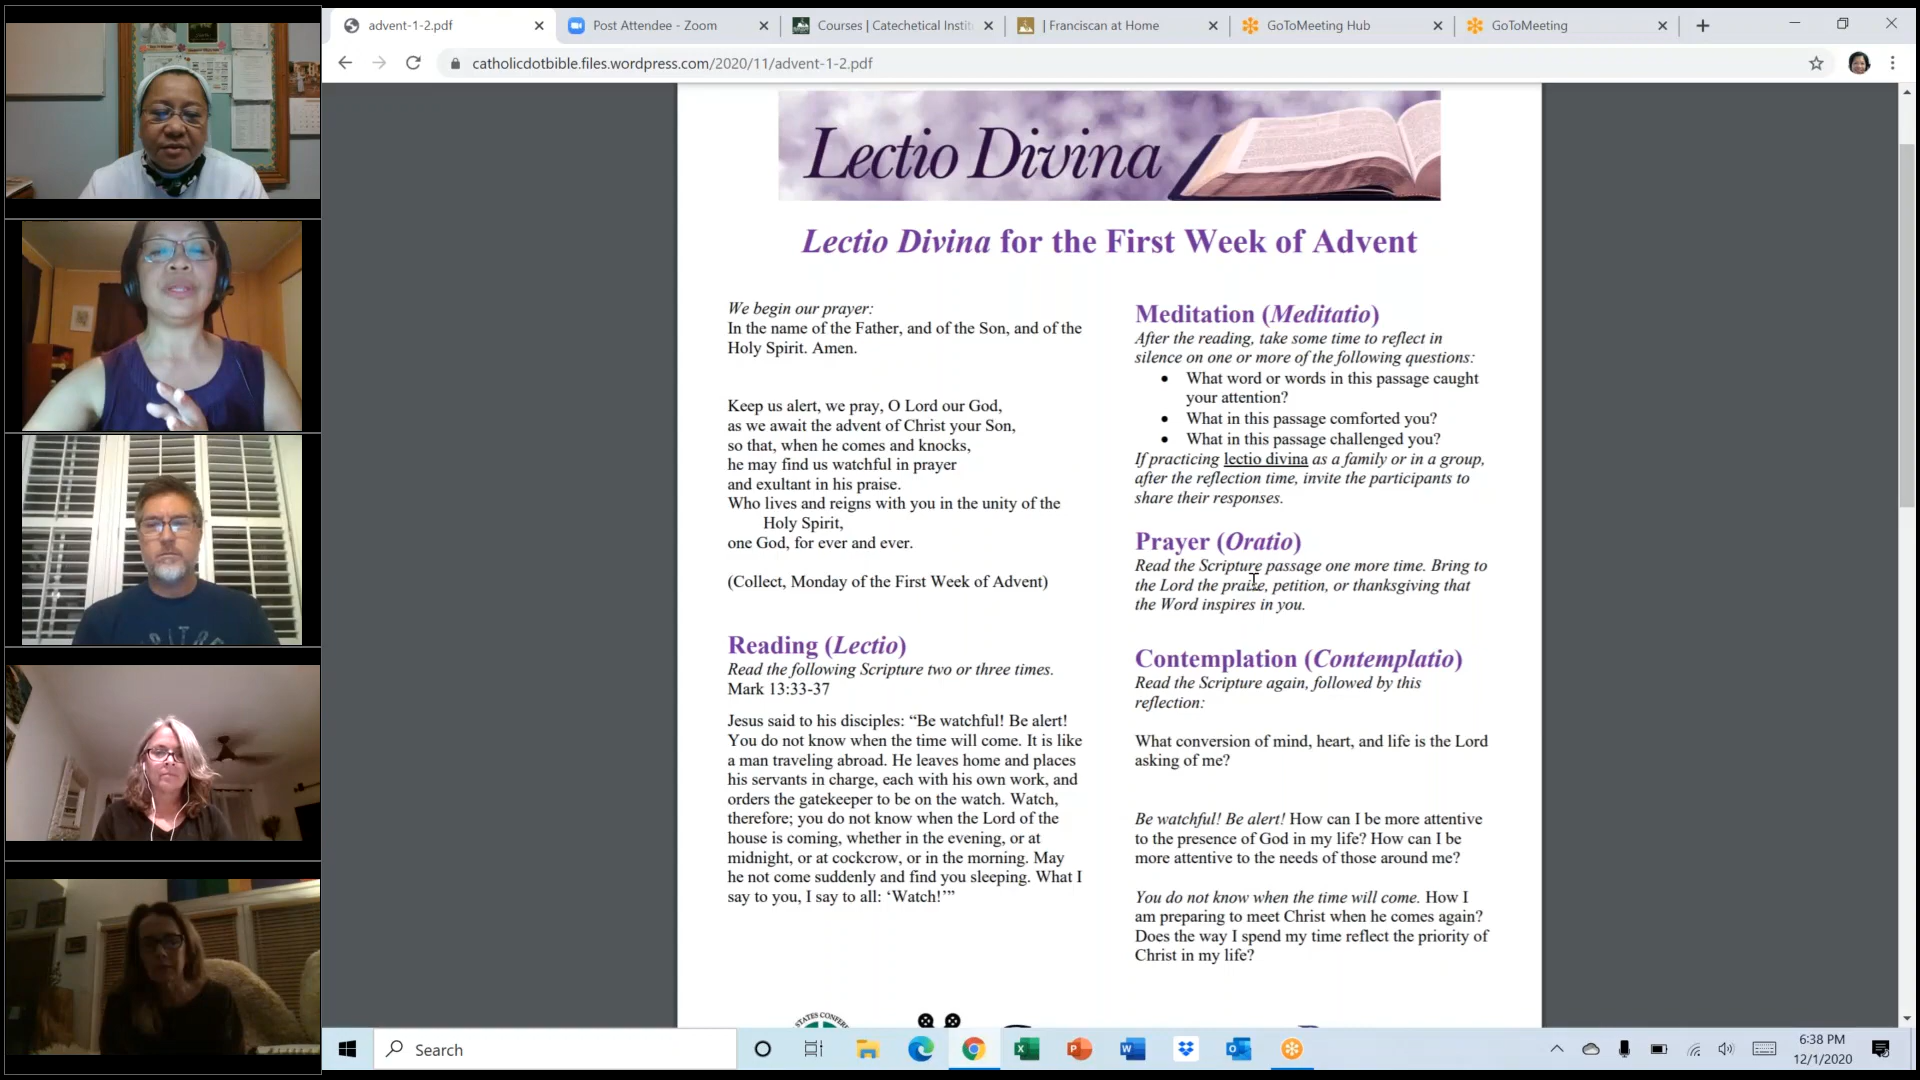 advent-1-2.pdf
Post Attendee - Zoom
Courses | Catechetical Instit
| Franciscan at Home
GoToMeeting Hub
GoToMeeting
catholicdotbible.files.wordpress.com/2020/11/advent-1-2.pdf
Lectio Divina
Lectio Divina for the First Week of Advent
We begin our prayer:
In the name of the Father, and of the Son, and of the
Holy Spirit. Amen.
Keep us alert, we pray, O Lord our God,
as we await the advent of Christ your Son,
so that, when he comes and knocks,
he may find us watchful in prayer
and exultant in his praise.
Who lives and reigns with you in the unity of the
Holy Spirit,
one God, for ever and ever.
(Collect, Monday of the First Week of Advent)
Reading (Lectio)
Read the following Scripture two or three times.
Mark 13:33-37
Jesus said to his disciples: “Be watchful! Be alert!
You do not know when the time will come. It is like
a man traveling abroad. He leaves home and places
his servants in charge, each with his own work, and
orders the gatekeeper to be on the watch. Watch,
therefore; you do not know when the Lord of the
house is coming, whether in the evening, or at
midnight, or at cockcrow, or in the morning. May
he not come suddenly and find you sleeping. What I
say to you, I say to all: ‘Watch!’”
Meditation (Meditatio)
After the reading, take some time to reflect in
silence on one or more of the following questions:
• What word or words in this passage caught
your attention?
• What in this passage comforted you?
• What in this passage challenged you?
If practicing lectio divina as a family or in a group,
after the reflection time, invite the participants to
share their responses.
Prayer (Oratio)
Read the Scripture passage one more time. Bring to
the Lord the praise, petition, or thanksgiving that
the Word inspires in you.
Contemplation (Contemplatio)
Read the Scripture again, followed by this
reflection:
What conversion of mind, heart, and life is the Lord
asking of me?
Be watchful! Be alert! How can I be more attentive
to the presence of God in my life? How can I be
more attentive to the needs of those around me?
You do not know when the time will come. How I
am preparing to meet Christ when he comes again?
Does the way I spend my time reflect the priority of
Christ in my life?
STATES CONFER
Search
6:38 PM
12/1/2020